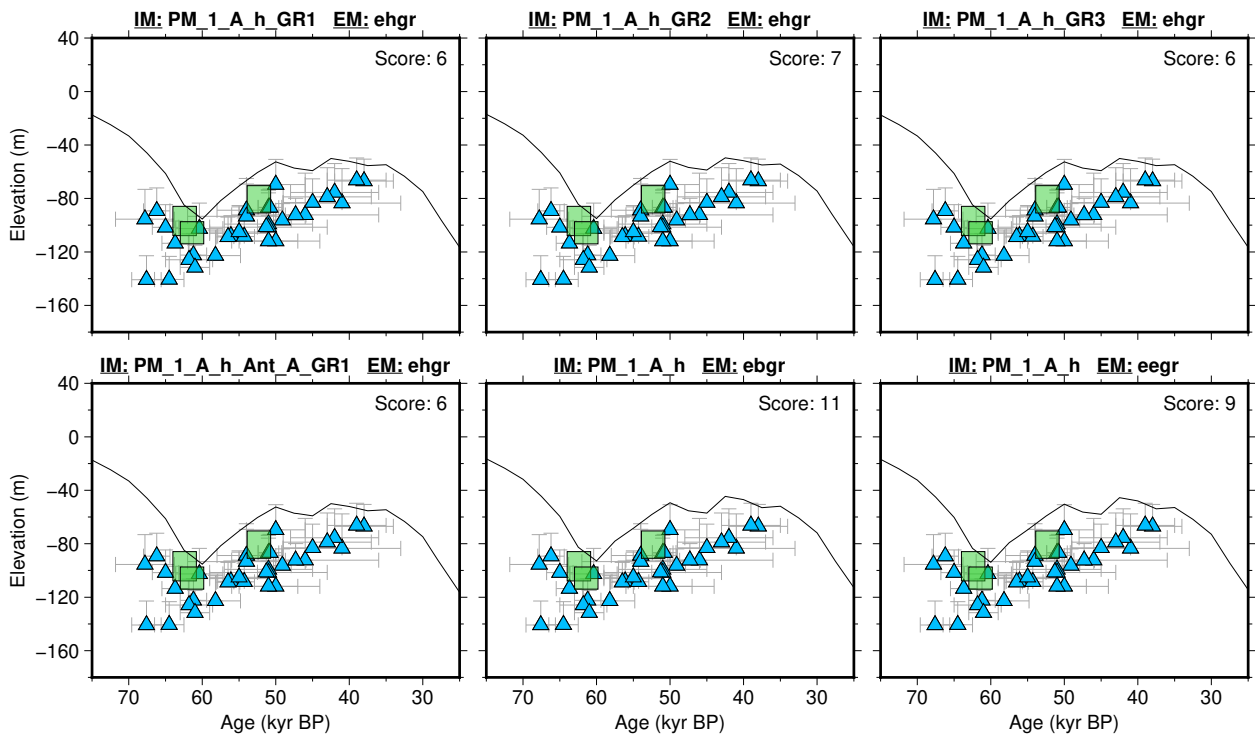 IM: PM_1_A_h_GR1 EM: ehgr
IM: PM_1_A_h_GR2 EM: ehgr
IM: PM_1_A_h_GR3 EM: ehgr
40
0
−40
−80
−120
−160
Elevation (m)
Score: 6
Score: 7
Score: 6
IM: PM_1_A_h_Ant_A_GR1 EM: ehgr
IM: PM_1_A_h EM: ebgr
IM: PM_1_A_h EM: eegr
40
0
−40
−80
−120
−160
Elevation (m)
Score: 6
Score: 11
Score: 9
70 60 50 40 30
70 60 50 40 30
70 60 50 40 30
Age (kyr BP)
Age (kyr BP)
Age (kyr BP)